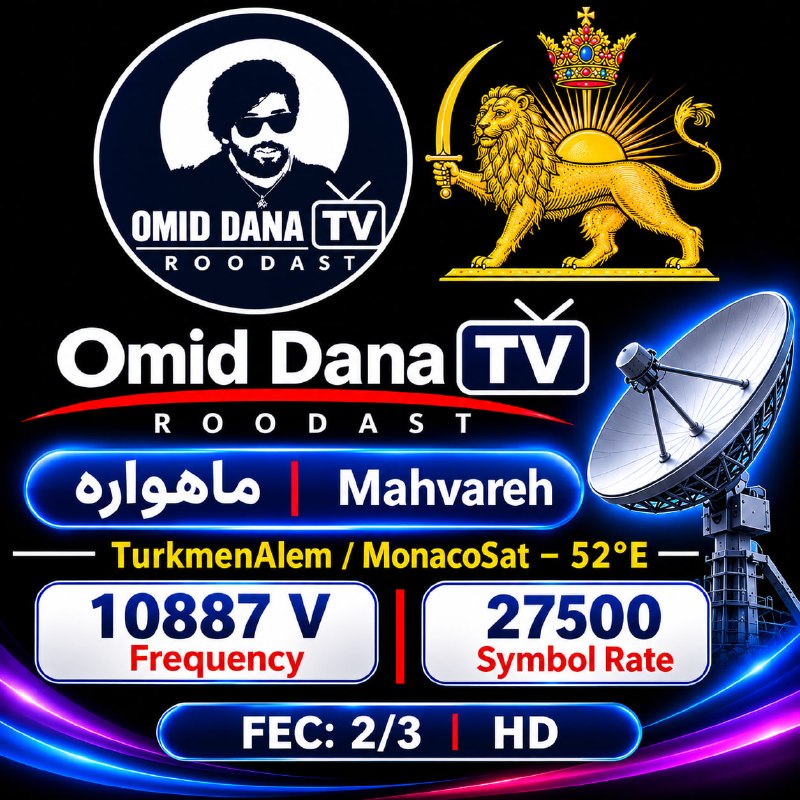 OMID DANA TV
ROODAST
Omid Dana TV
ROODAST
ماهواره | Mahvareh
TurkmenAlem / MonacoSat – 52°E
10887 V
Frequency
27500
Symbol Rate
FEC: 2/3 | HD